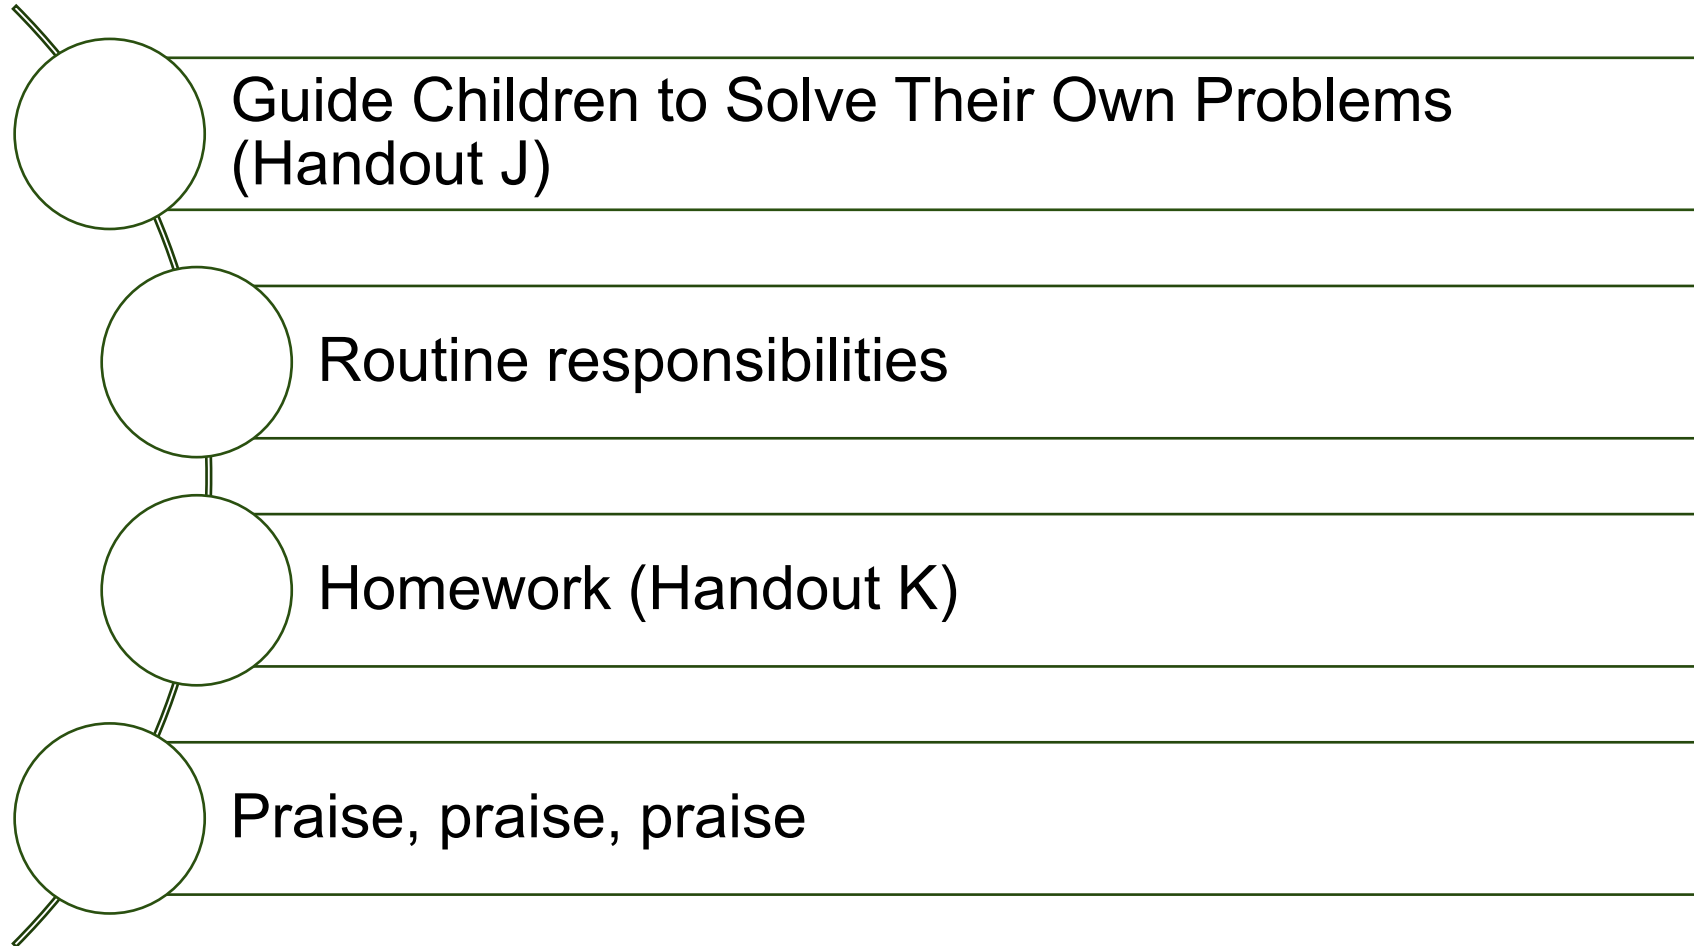 Guide Children to Solve Their Own Problems
(Handout J)
Routine responsibilities
Homework (Handout K)
Praise, praise, praise